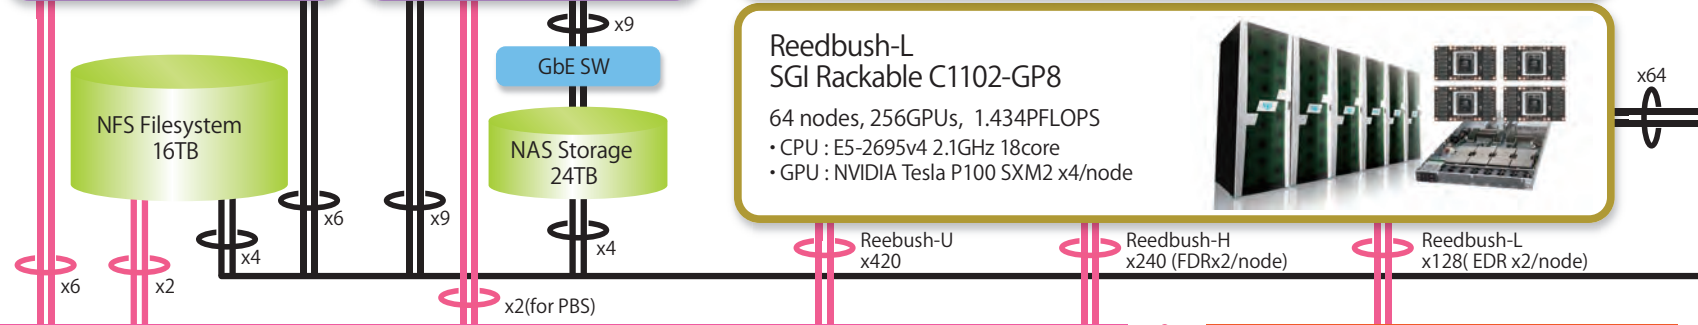 x9
GbE SW
NFS Filesystem
16TB
NAS Storage
24TB
x6
x9
x4
x4
x6
x2
x2(for PBS)
Reedbush-L
SGI Rackable C1102-GP8
64 nodes, 256GPUs, 1.434PFLOPS
• CPU : E5-2695v4 2.1GHz 18core
• GPU : NVIDIA Tesla P100 SXM2 x4/node
x64
Reebush-U
x420
Reedbush-H
x240 (FDRx2/node)
Reedbush-L
x128( EDR x2/node)